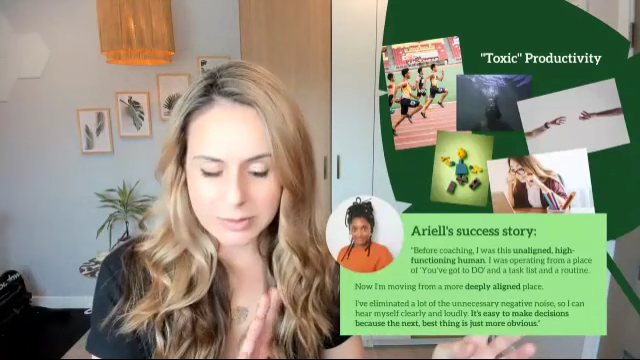 "Toxic" Productivity
Ariell's success story:
"Before coaching, I was this unaligned, high-
functioning human. I was operating from a place
of 'You've got to DO' and a task list and a routine.
Now I'm moving from a more deeply aligned place.
I've eliminated a lot of the unnecessary negative noise, so I can
hear myself clearly and loudly. It's easy to make decisions
because the next, best thing is just more obvious."